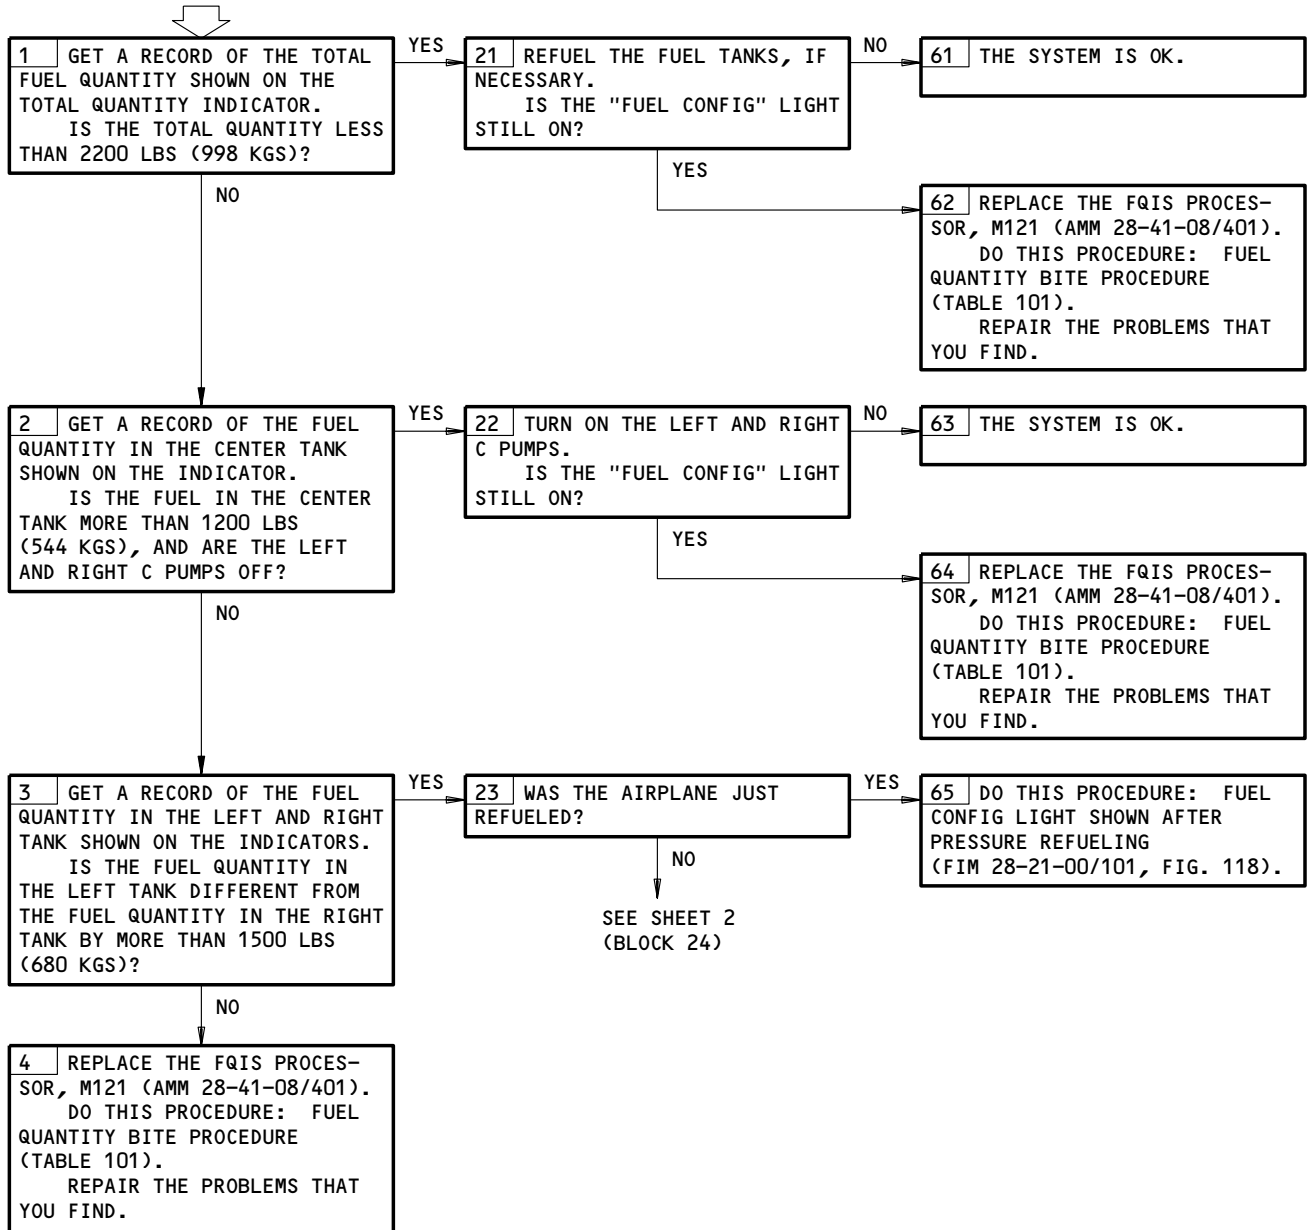 1 GET A RECORD OF THE TOTAL
FUEL QUANTITY SHOWN ON THE
TOTAL QUANTITY INDICATOR.
IS THE TOTAL QUANTITY LESS
THAN 2200 LBS (998 KGS)?
YES
21 REFUEL THE FUEL TANKS, IF
NECESSARY.
IS THE "FUEL CONFIG" LIGHT
STILL ON?
NO
61 THE SYSTEM IS OK.
YES
62 REPLACE THE FQIS PROCES-
SOR, M121 (AMM 28-41-08/401).
DO THIS PROCEDURE: FUEL
QUANTITY BITE PROCEDURE
(TABLE 101).
REPAIR THE PROBLEMS THAT
YOU FIND.
NO
2 GET A RECORD OF THE FUEL
QUANTITY IN THE CENTER TANK
SHOWN ON THE INDICATOR.
IS THE FUEL IN THE CENTER
TANK MORE THAN 1200 LBS
(544 KGS), AND ARE THE LEFT
AND RIGHT C PUMPS OFF?
YES
22 TURN ON THE LEFT AND RIGHT
C PUMPS.
IS THE "FUEL CONFIG" LIGHT
STILL ON?
NO
63 THE SYSTEM IS OK.
YES
64 REPLACE THE FQIS PROCES-
SOR, M121 (AMM 28-41-08/401).
DO THIS PROCEDURE: FUEL
QUANTITY BITE PROCEDURE
(TABLE 101).
REPAIR THE PROBLEMS THAT
YOU FIND.
NO
3 GET A RECORD OF THE FUEL
QUANTITY IN THE LEFT AND RIGHT
TANK SHOWN ON THE INDICATORS.
IS THE FUEL QUANTITY IN
THE LEFT TANK DIFFERENT FROM
THE FUEL QUANTITY IN THE RIGHT
TANK BY MORE THAN 1500 LBS
(680 KGS)?
YES
23 WAS THE AIRPLANE JUST
REFUELED?
YES
65 DO THIS PROCEDURE: FUEL
CONFIG LIGHT SHOWN AFTER
PRESSURE REFUELING
(FIM 28-21-00/101, FIG. 118).
NO
SEE SHEET 2
(BLOCK 24)
NO
4 REPLACE THE FQIS PROCES-
SOR, M121 (AMM 28-41-08/401).
DO THIS PROCEDURE: FUEL
QUANTITY BITE PROCEDURE
(TABLE 101).
REPAIR THE PROBLEMS THAT
YOU FIND.